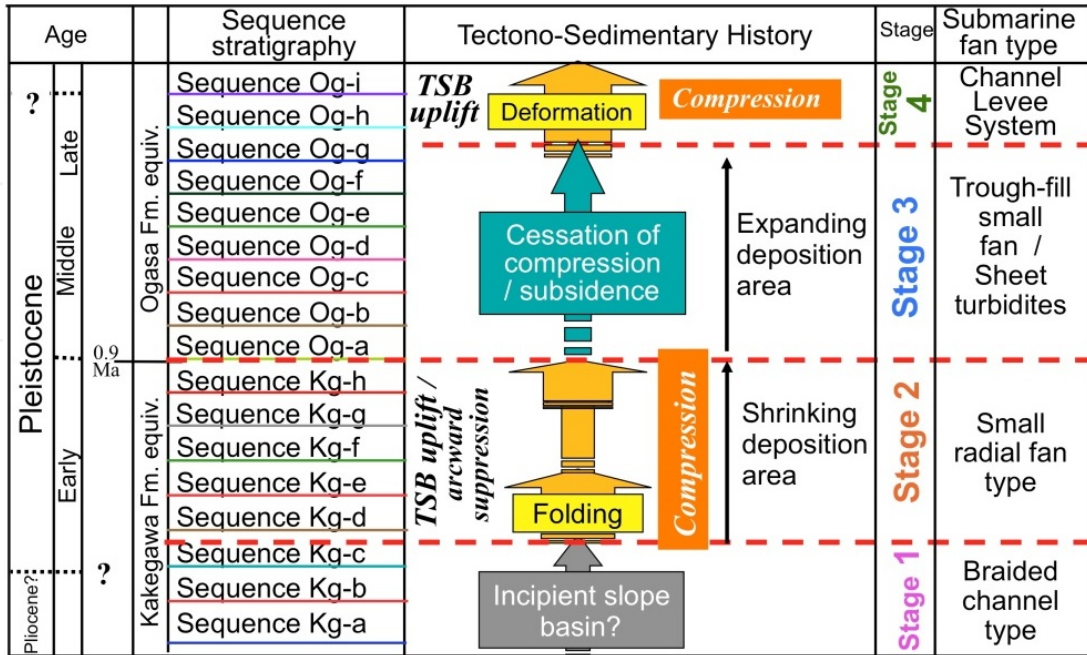 Age
Sequence
stratigraphy
Tectono-Sedimentary History
Stage
Submarine
fan type
?
Pleistocene
Late
Middle
Early
Pliocene?
0.9
Ma
?
Ogasa Fm. equiv.
Kakegawa Fm. equiv.
Sequence Og-i
Sequence Og-h
Sequence Og-g
Sequence Og-f
Sequence Og-e
Sequence Og-d
Sequence Og-c
Sequence Og-b
Sequence Og-a
Sequence Kg-h
Sequence Kg-g
Sequence Kg-f
Sequence Kg-e
Sequence Kg-d
Sequence Kg-c
Sequence Kg-b
Sequence Kg-a
TSB
uplift
Deformation
Compression
Cessation of
compression
/ subsidence
Expanding
deposition
area
TSB uplift /
arcward
suppression
Folding
Compression
Shrinking
deposition
area
Incipient slope
basin?
Stage 4
Stage 3
Stage 2
Stage 1
Channel
Levee
System
Trough-fill
small
fan /
Sheet
turbidites
Small
radial fan
type
Braided
channel
type